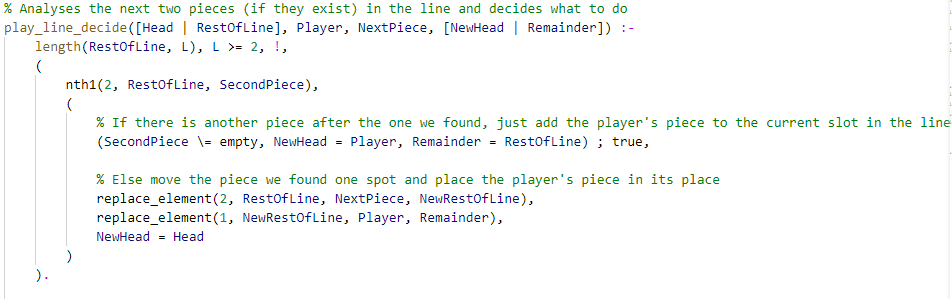 % Analyses the next two pieces (if they exist) in the line and decides what to do
play_line_decide([Head | RestOfLine], Player, NextPiece, [NewHead | Remainder]) :-
    length(RestOfLine, L), L >= 2, !,
    (
        nth1(2, RestOfLine, SecondPiece),
        (
            % If there is another piece after the one we found, just add the player's piece to the current slot in the line
            (SecondPiece \= empty, NewHead = Player, Remainder = RestOfLine) ; true,

            % Else move the piece we found one spot and place the player's piece in its place
            replace_element(2, RestOfLine, NextPiece, NewRestOfLine),
            replace_element(1, NewRestOfLine, Player, Remainder),
            NewHead = Head
        )
    ).